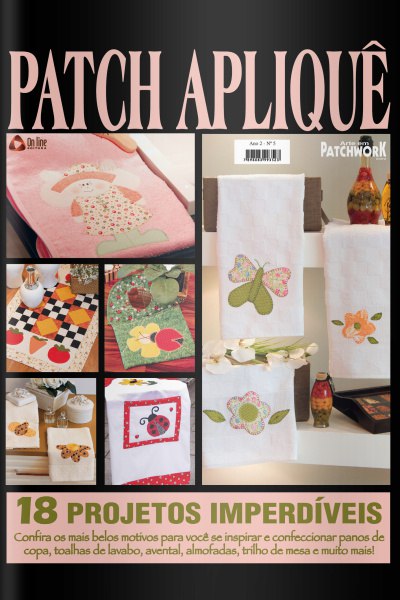 PATCH APLIQUÊ
On line
EDITORA
Ano 2 - Nº 5
Arte em
PATCHWORK
18 PROJETOS IMPERDÍVEIS
Confira os mais belos motivos para você se inspirar e confeccionar panos de
copa, toalhas de lavabo, avental, almofadas, trilho de mesa e muito mais!